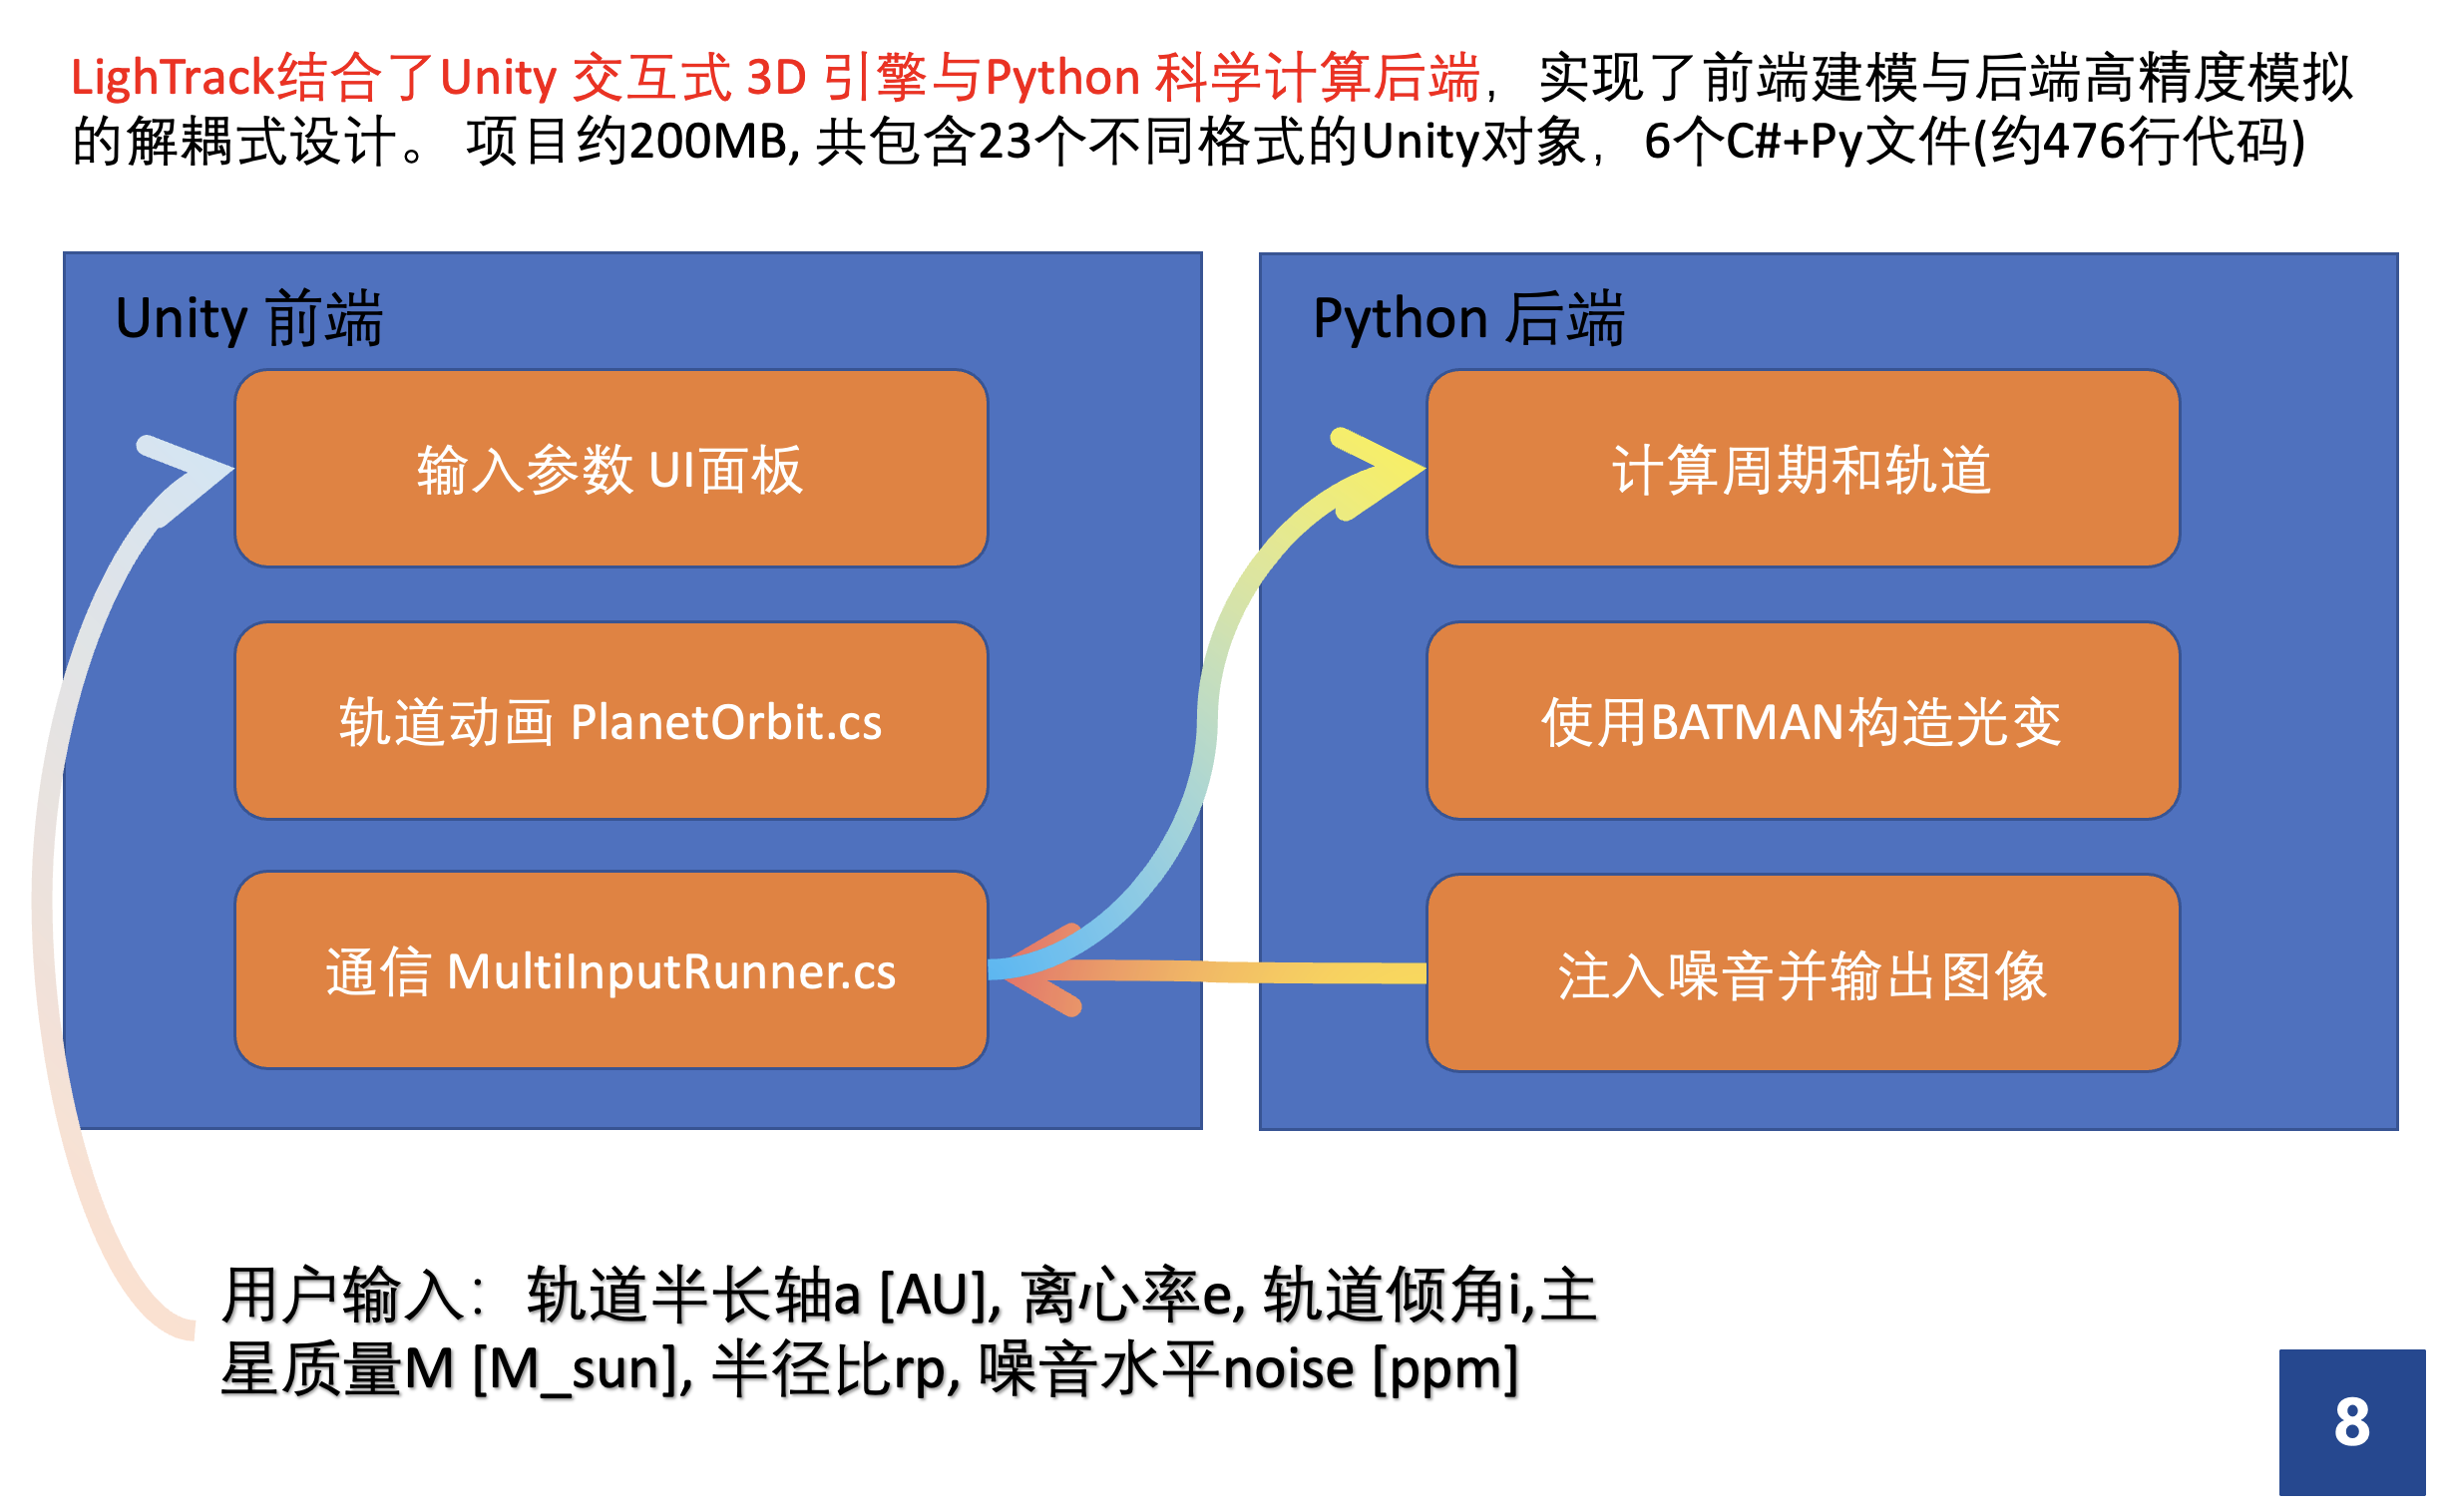 LighTrack结合了Unity 交互式3D 引擎与Python 科学计算后端，实现了前端建模与后端高精度模拟
的解耦式设计。 项目约200MB, 共包含23个不同格式的Unity对象， 6个C#+Py文件(约476行代码)
Unity 前端
输入参数 UI面板
轨道动画 PlanetOrbit.cs
通信 MultiInputRunner.cs
Python 后端
计算周期和轨道
使用BATMAN构造光变
注入噪音并输出图像
用户输入： 轨道半长轴a [AU], 离心率e, 轨道倾角i,主
星质量M [M_sun], 半径比rp, 噪音水平noise [ppm]
8